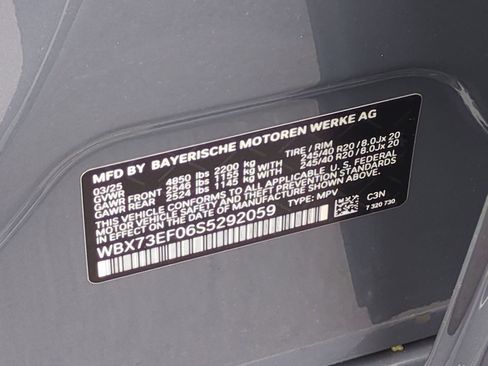 MFD BY BAYERISCHE MOTOREN WERKE AG
03/25 4850 lbs 2200 kg TIRE / RIM
GVWR FRONT 2546 lbs 1155 kg WITH 245/40 R20 / 8.0Jx 20
GAWR REAR 2524 lbs 1145 kg WITH 245/40 R20 / 8.0Jx 20
THIS VEHICLE CONFORMS TO ALL APPLICABLE U.S. FEDERAL
MOTOR VEHICLE SAFETY AND THEFT PREVENTION STANDARDS
IN EFFECT ON THE DATE OF MANUFACTURE SHOWN ABOVE.
WBX73EF06S5292059 TYPE: MPV
C3N
7 320 730